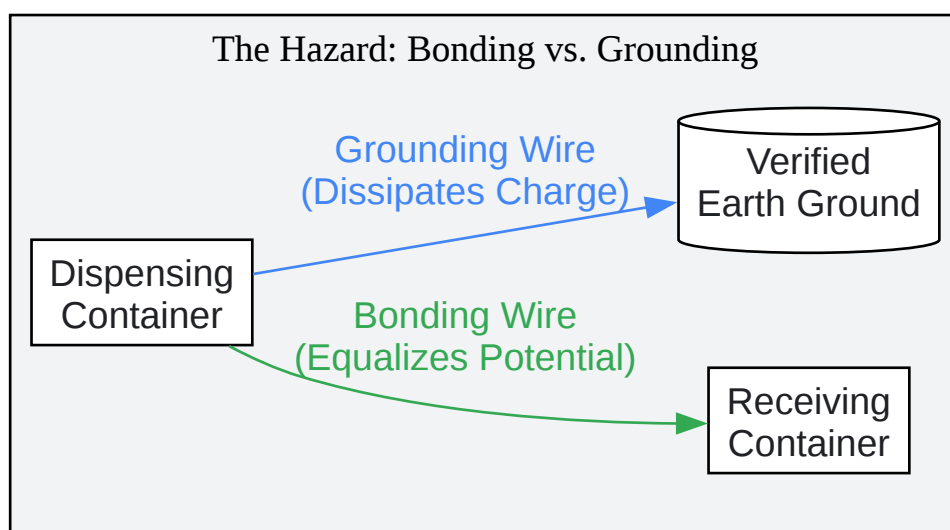 The Hazard: Bonding vs. Grounding
Grounding Wire
(Dissipates Charge)
Verified
Earth Ground
Dispensing
Container
Bonding Wire
(Equalizes Potential)
Receiving
Container